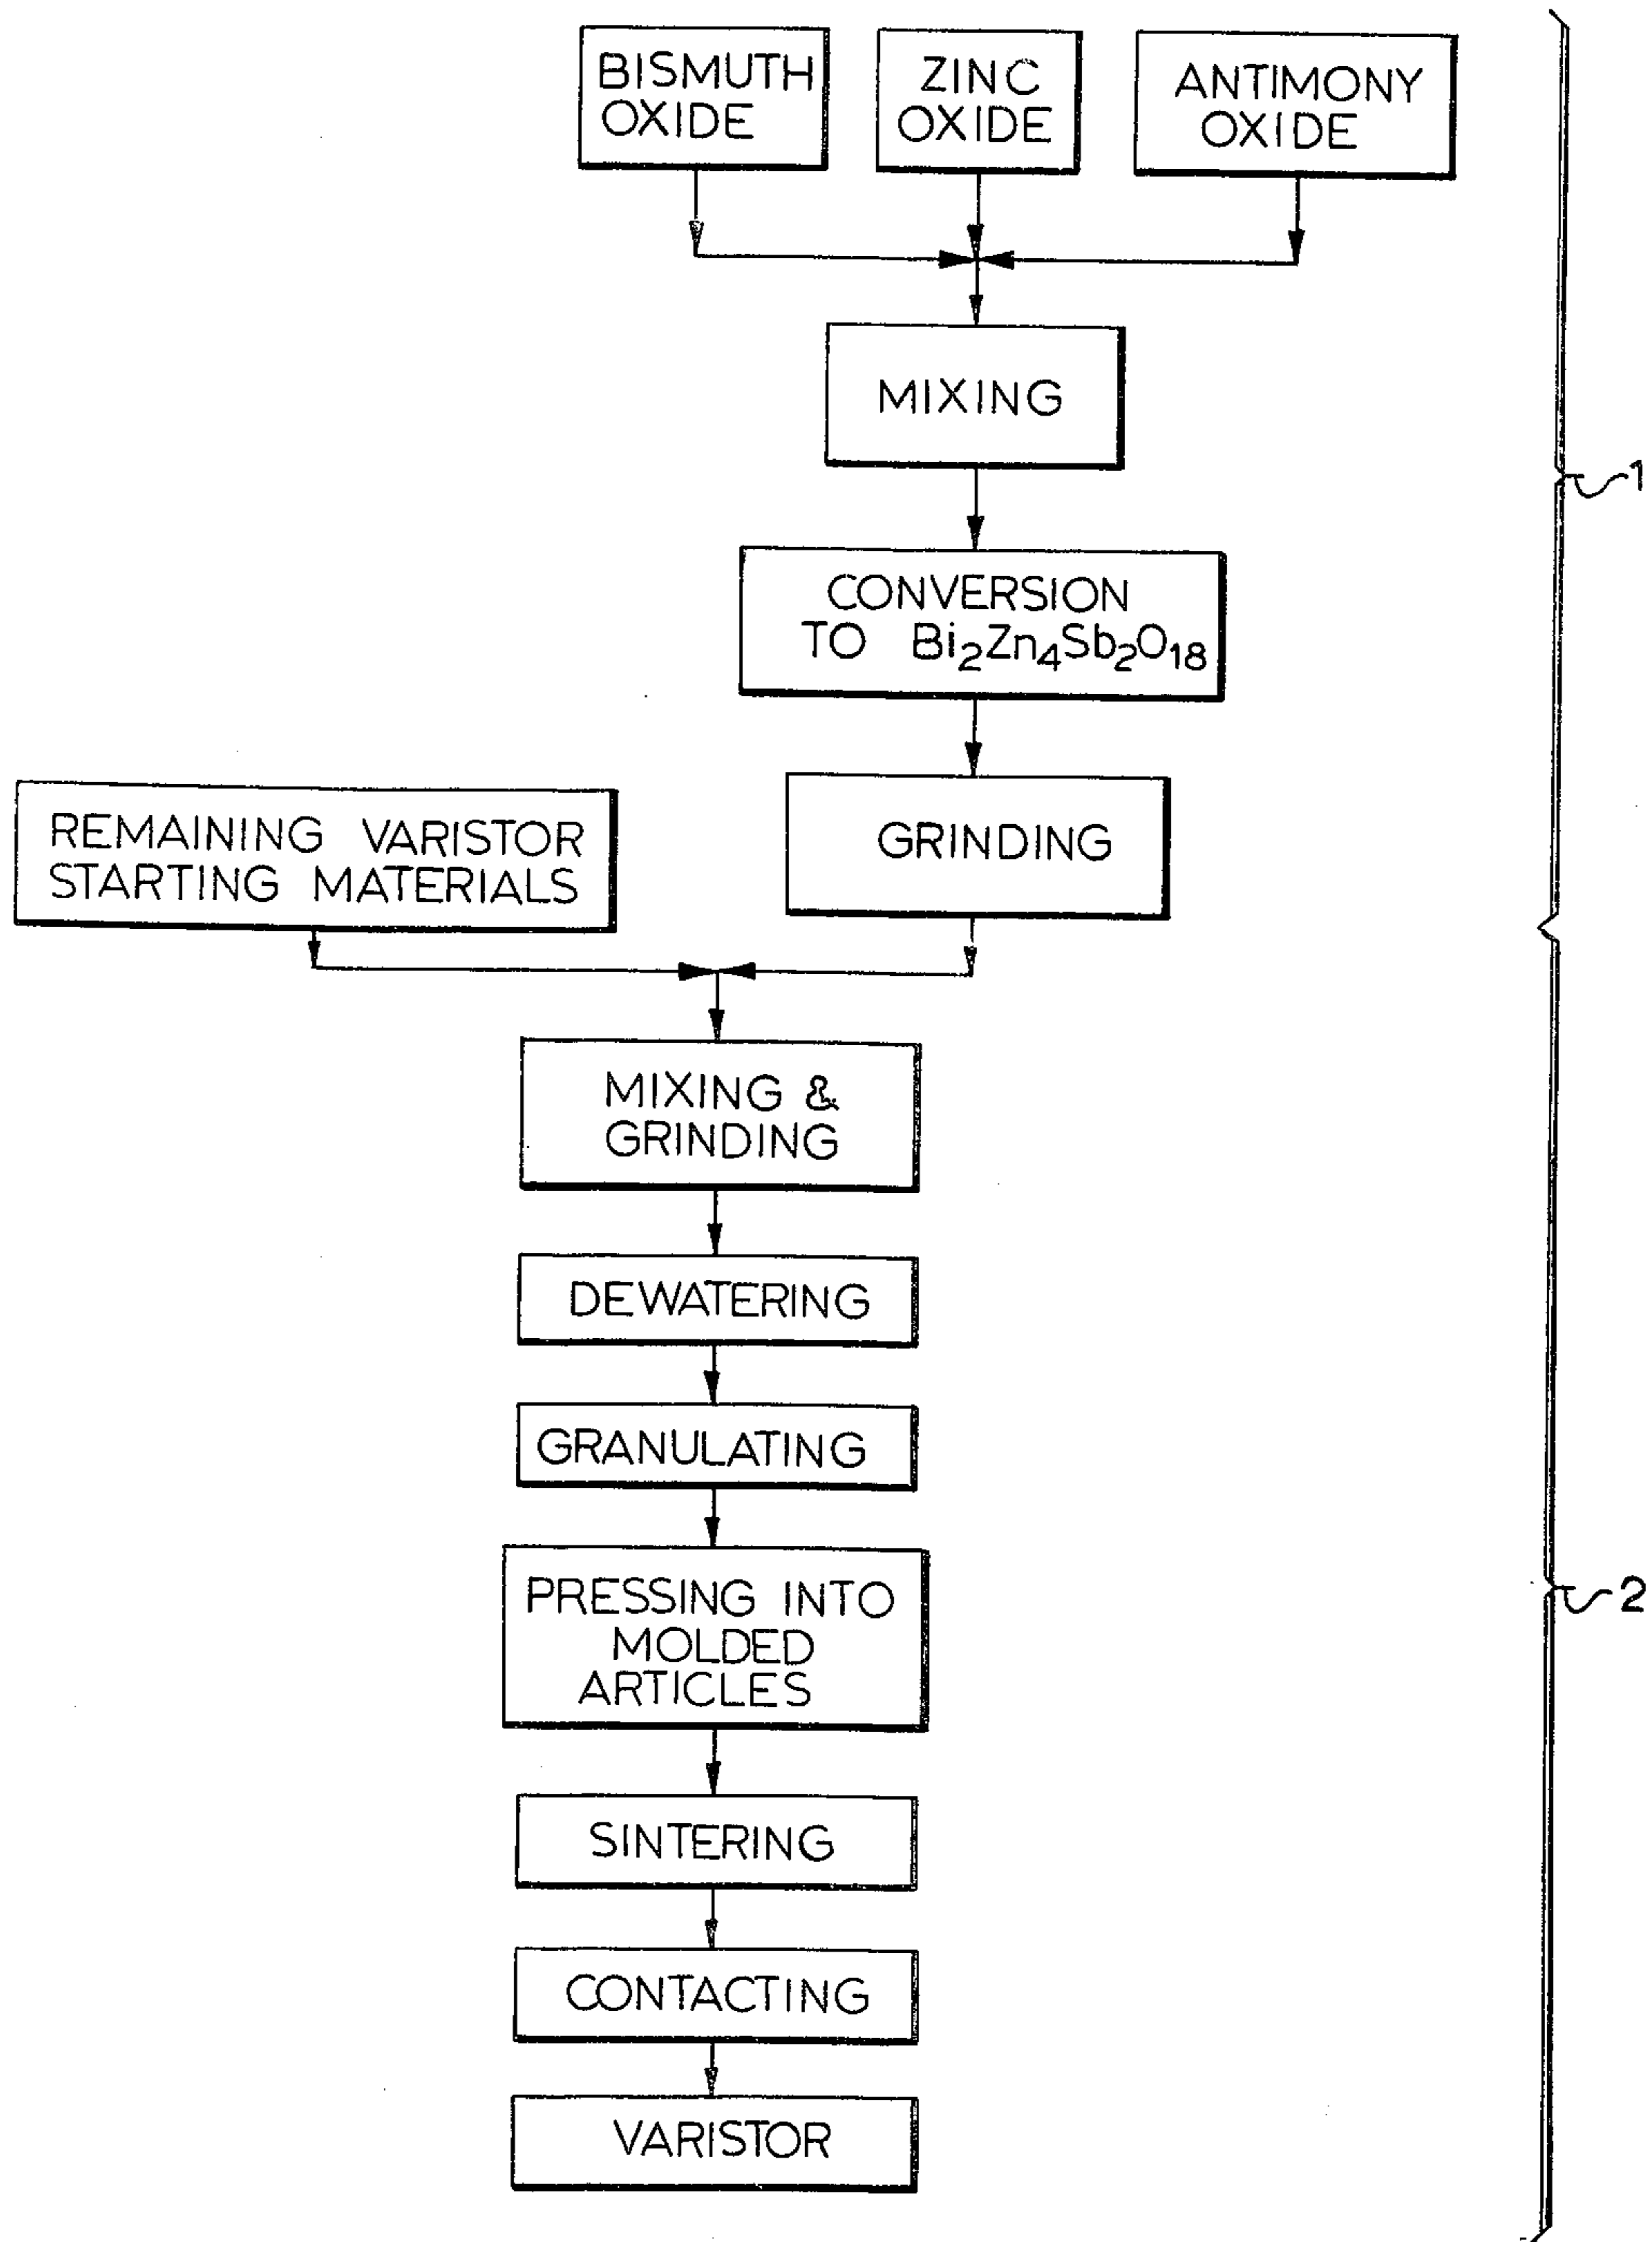 BISMUTH
OXIDE
ZINC
OXIDE
ANTIMONY
OXIDE
MIXING
1
CONVERSION
TO Bi₂Zn₄Sb₂O₁₈
GRINDING
REMAINING VARISTOR
STARTING MATERIALS
MIXING &
GRINDING
DEWATERING
GRANULATING
PRESSING INTO
MOLDED
ARTICLES
2
SINTERING
CONTACTING
VARISTOR